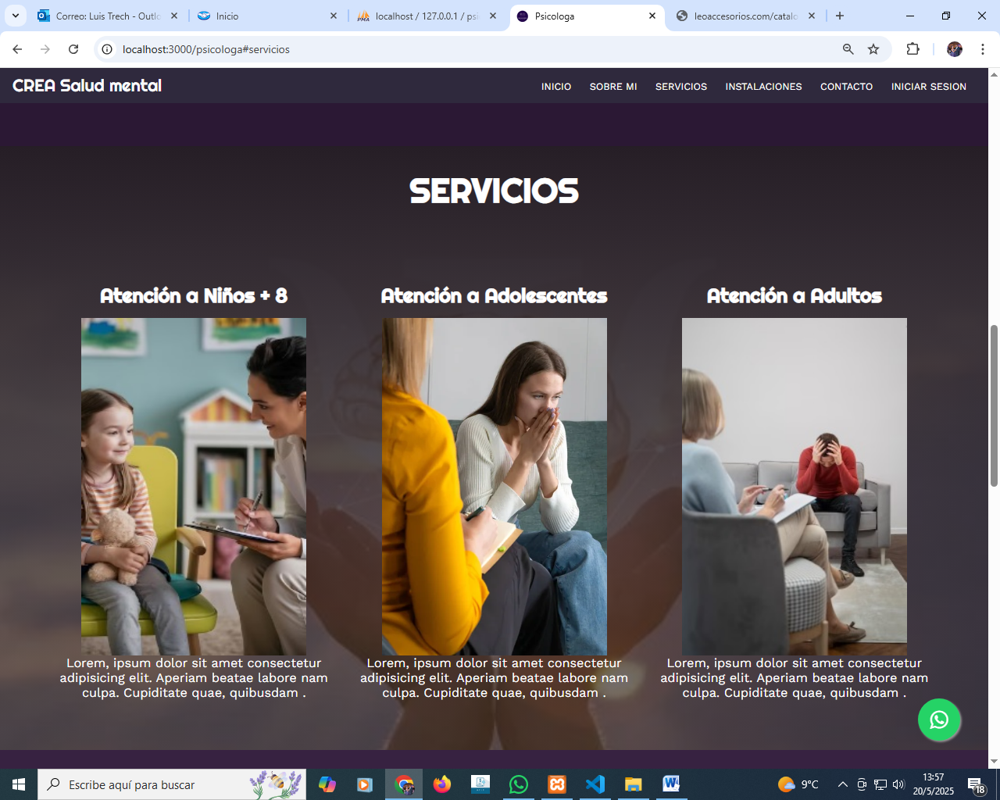 Correo: Luis Trech - Outlo
Inicio
localhost / 127.0.0.1 / psi
Psicologa
leoaccesorios.com/catalo
localhost:3000/psicologa#servicios
CREA Salud mental
INICIO
SOBRE MI
SERVICIOS
INSTALACIONES
CONTACTO
INICIAR SESION
SERVICIOS
Atención a Niños + 8
Atención a Adolescentes
Atención a Adultos
Lorem, ipsum dolor sit amet consectetur
adipisicing elit. Aperiam beatae labore nam
culpa. Cupiditate quae, quibusdam .
Lorem, ipsum dolor sit amet consectetur
adipisicing elit. Aperiam beatae labore nam
culpa. Cupiditate quae, quibusdam .
Lorem, ipsum dolor sit amet consectetur
adipisicing elit. Aperiam beatae labore nam
culpa. Cupiditate quae, quibusdam .
Escribe aquí para buscar
9°C
13:57
20/5/2025
18